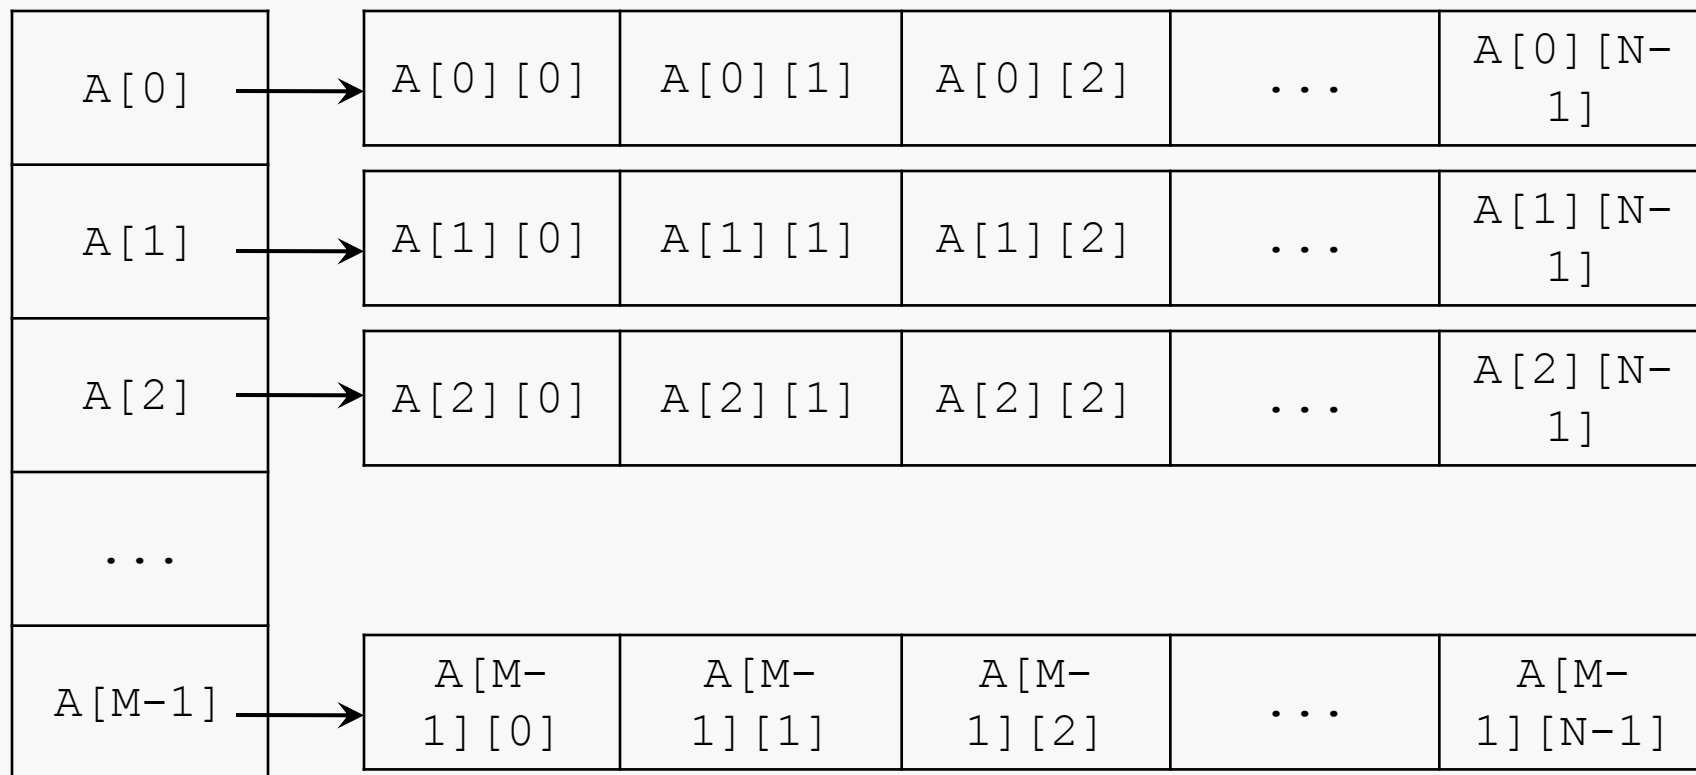 A[0]
A[0][0]
A[0][1]
A[0][2]
...
A[0][N-
1]
A[1]
A[1][0]
A[1][1]
A[1][2]
...
A[1][N-
1]
A[2]
A[2][0]
A[2][1]
A[2][2]
...
A[2][N-
1]
...
A[M-1]
A[M-
1][0]
A[M-
1][1]
A[M-
1][2]
...
A[M-
1][N-1]